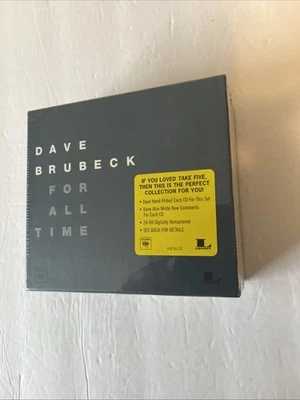 DAVE
BRUBECK
FOR
ALL
TIME
IF YOU LOVED TAKE FIVE,
THEN THIS IS THE PERFECT
COLLECTION FOR YOU!
• Dave Hand-Picked Each CD For This Set
• Dave Also Wrote New Comments
For Each CD
• 24-Bit Digitally Remastered
• SEE BACK FOR DETAILS